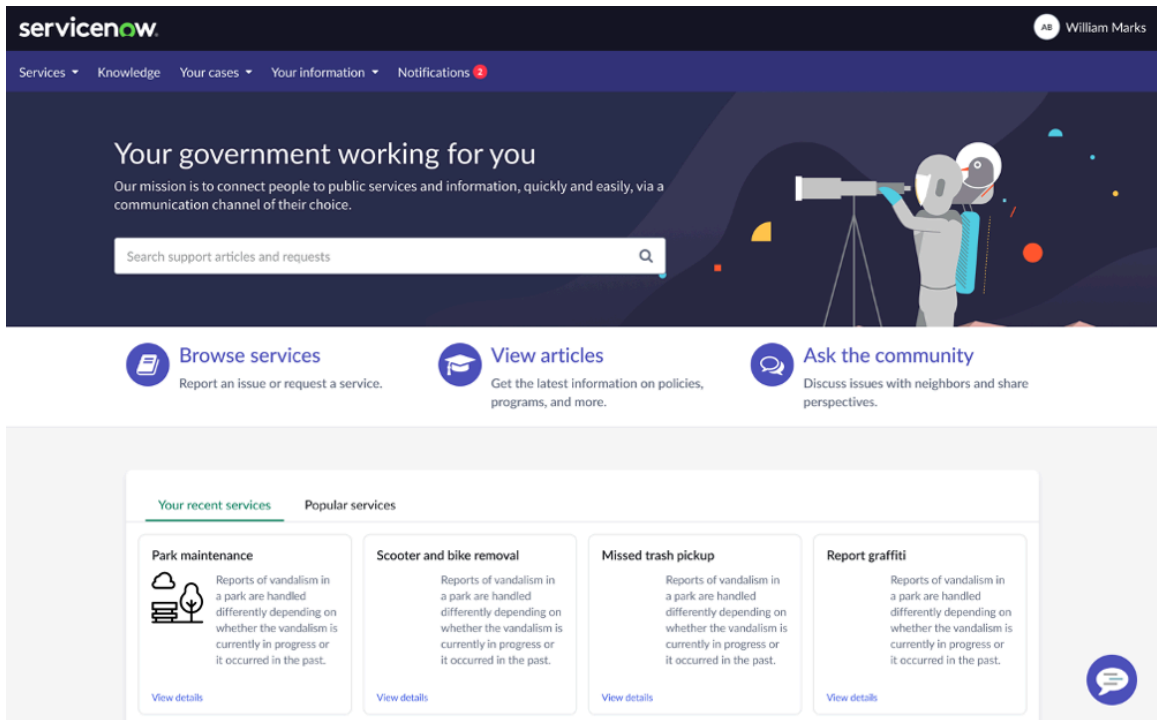 servicenow.
AB William Marks
Services Knowledge Your cases Your information Notifications 2
Your government working for you
Our mission is to connect people to public services and information, quickly and easily, via a
communication channel of their choice.
Search support articles and requests
Browse services
Report an issue or request a service.
View articles
Get the latest information on policies,
programs, and more.
Ask the community
Discuss issues with neighbors and share
perspectives.
Your recent services Popular services
Park maintenance
Reports of vandalism in
a park are handled
differently depending on
whether the vandalism is
currently in progress or
it occurred in the past.
View details
Scooter and bike removal
Reports of vandalism in
a park are handled
differently depending on
whether the vandalism is
currently in progress or
it occurred in the past.
View details
Missed trash pickup
Reports of vandalism in
a park are handled
differently depending on
whether the vandalism is
currently in progress or
it occurred in the past.
View details
Report graffiti
Reports of vandalism in
a park are handled
differently depending on
whether the vandalism is
currently in progress or
it occurred in the past.
View details